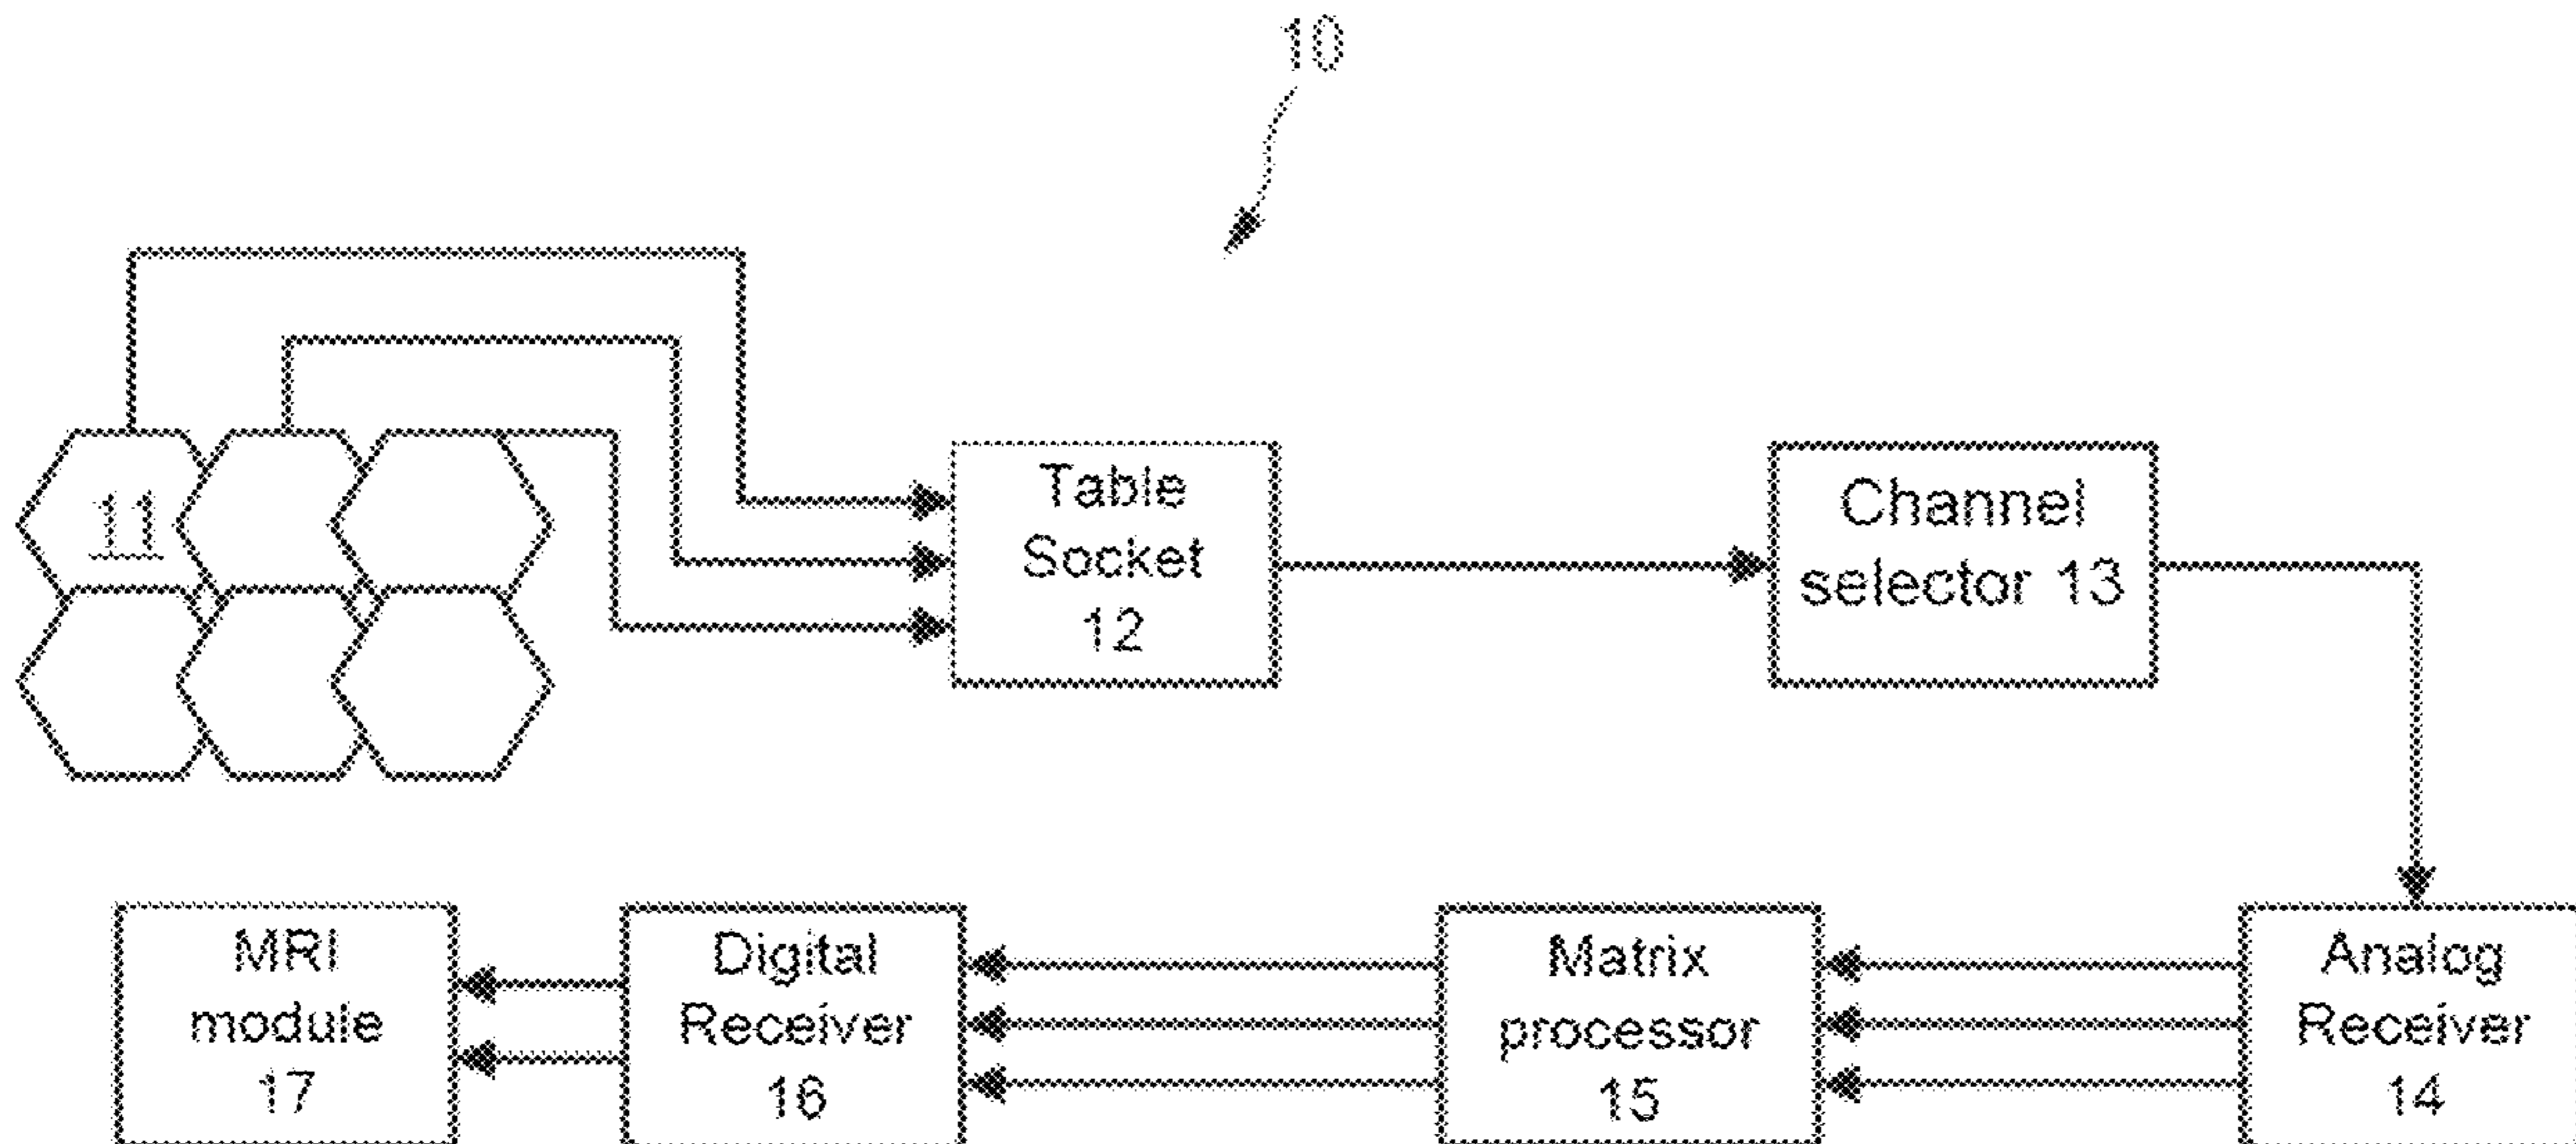 10
11
Table
Socket
12
Channel
selector 13
MRI
module
17
Digital
Receiver
16
Matrix
processor
15
Analog
Receiver
14